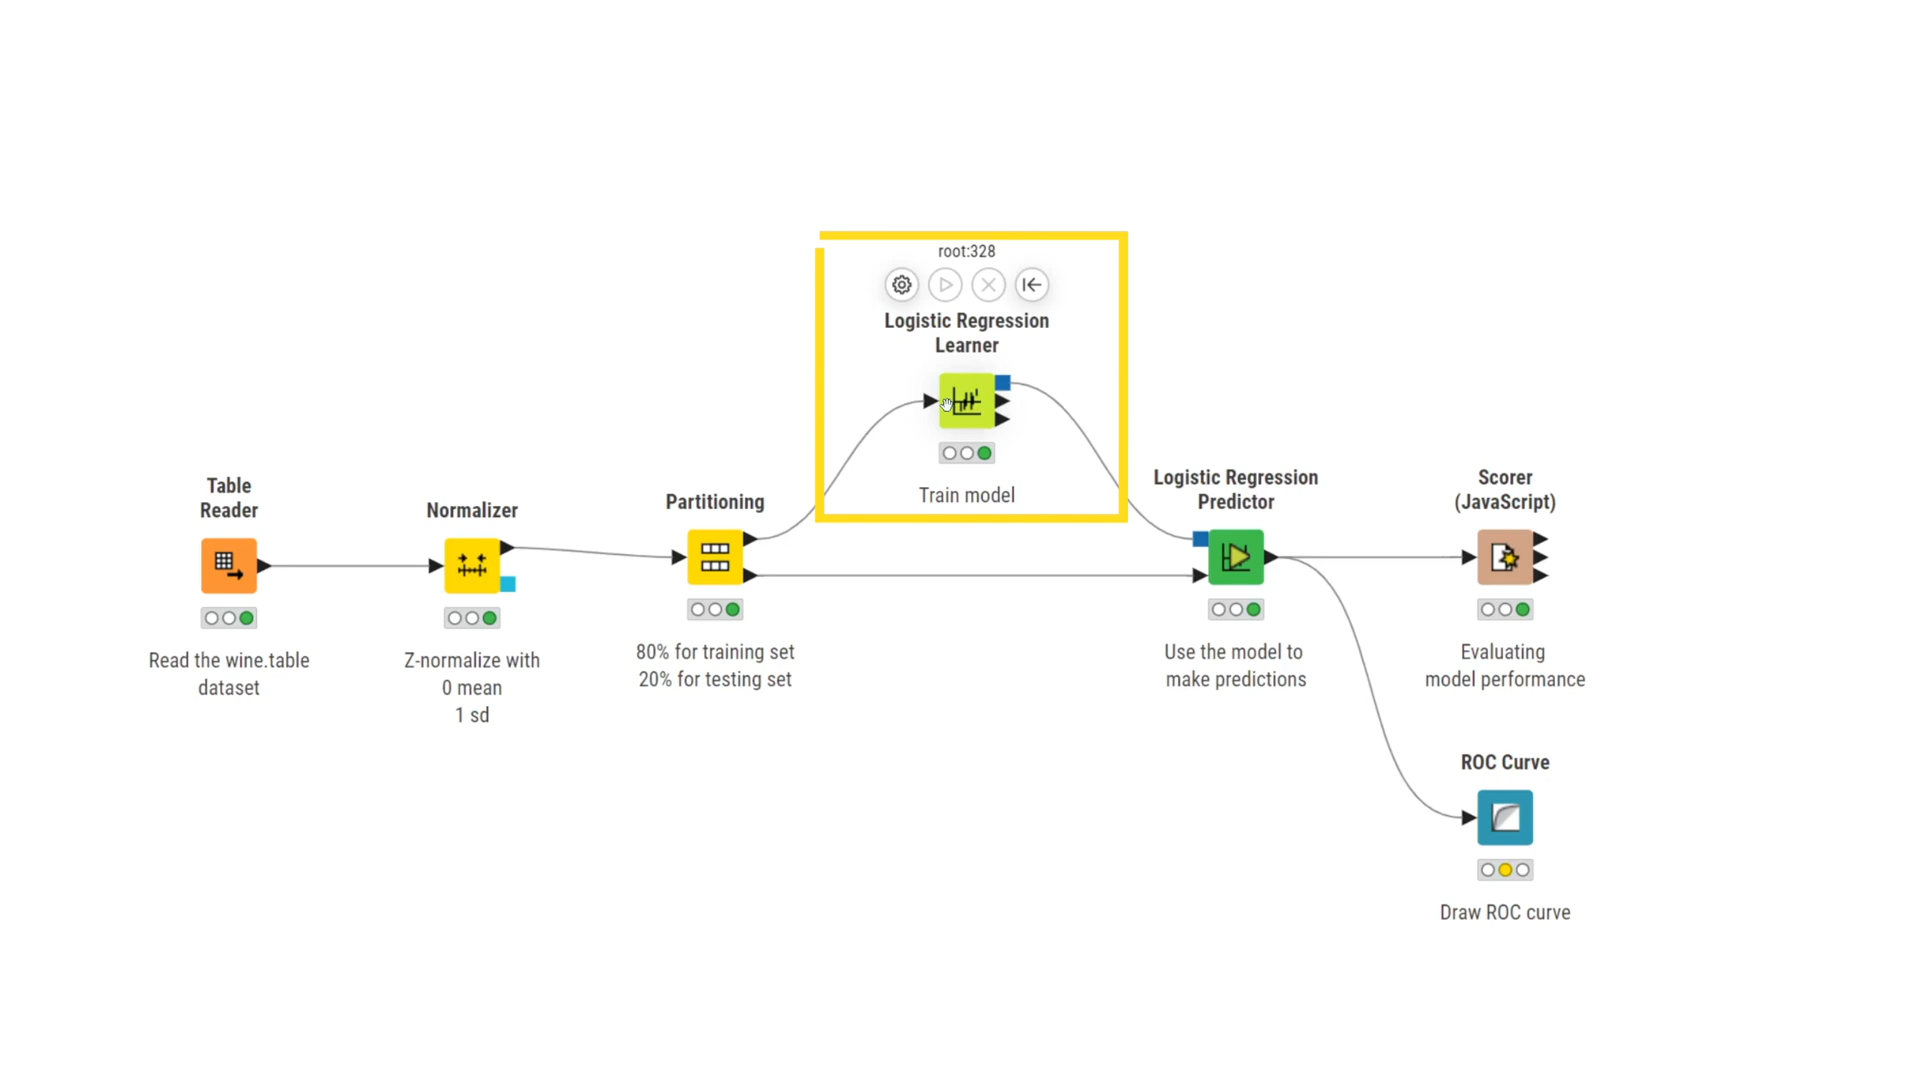 root:328
Logistic Regression
Learner
Train model
Table
Reader
Read the wine.table
dataset
Normalizer
Z-normalize with
0 mean
1 sd
Partitioning
80% for training set
20% for testing set
Logistic Regression
Predictor
Use the model to
make predictions
Scorer
(JavaScript)
Evaluating
model performance
ROC Curve
Draw ROC curve